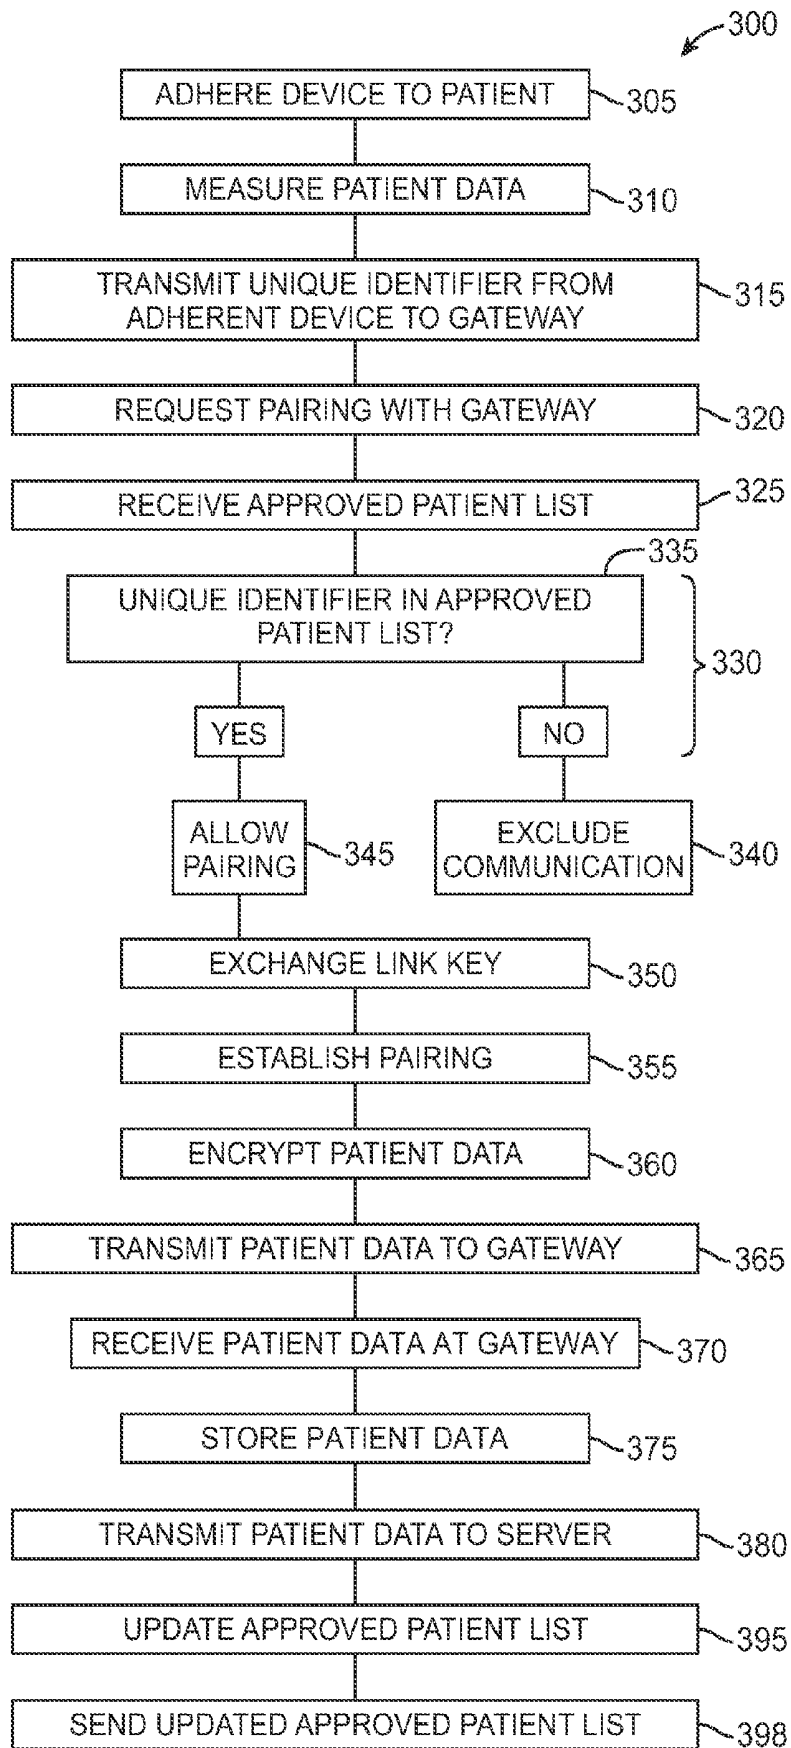 300
ADHERE DEVICE TO PATIENT
305
MEASURE PATIENT DATA
310
TRANSMIT UNIQUE IDENTIFIER FROM
ADHERENT DEVICE TO GATEWAY
315
REQUEST PAIRING WITH GATEWAY
320
RECEIVE APPROVED PATIENT LIST
325
335
UNIQUE IDENTIFIER IN APPROVED
PATIENT LIST?
330
YES
NO
ALLOW
PAIRING
345
EXCLUDE
COMMUNICATION
340
EXCHANGE LINK KEY
350
ESTABLISH PAIRING
355
ENCRYPT PATIENT DATA
360
TRANSMIT PATIENT DATA TO GATEWAY
365
RECEIVE PATIENT DATA AT GATEWAY
370
STORE PATIENT DATA
375
TRANSMIT PATIENT DATA TO SERVER
380
UPDATE APPROVED PATIENT LIST
395
SEND UPDATED APPROVED PATIENT LIST
398